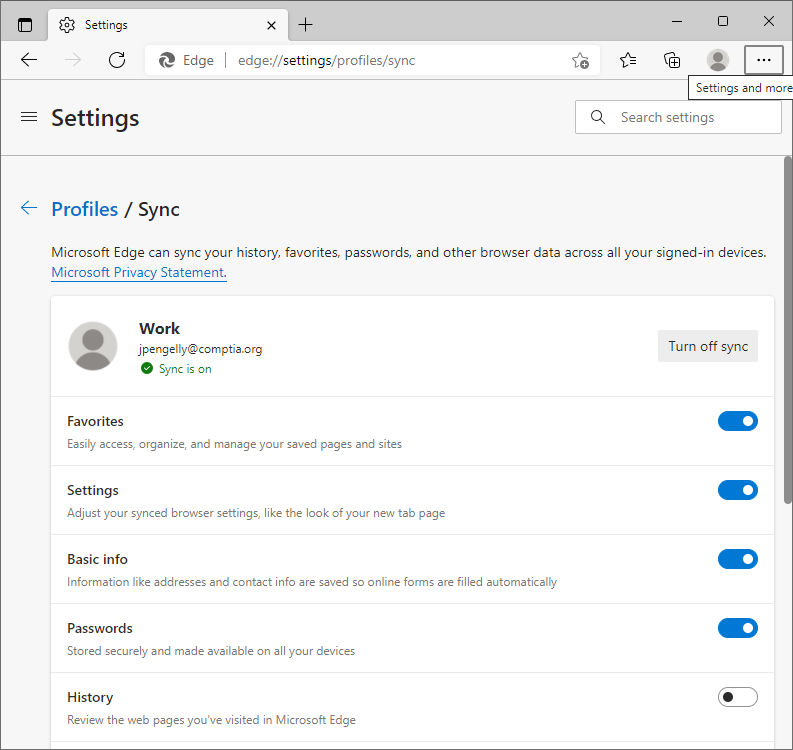 Settings
Edge
edge://settings/profiles/sync
Settings and more
Settings
Search settings
Profiles / Sync
Microsoft Edge can sync your history, favorites, passwords, and other browser data across all your signed-in devices.
Microsoft Privacy Statement.
Work
jpengelly@comptia.org
Sync is on
Turn off sync
Favorites
Easily access, organize, and manage your saved pages and sites
Settings
Adjust your synced browser settings, like the look of your new tab page
Basic info
Information like addresses and contact info are saved so online forms are filled automatically
Passwords
Stored securely and made available on all your devices
History
Review the web pages you've visited in Microsoft Edge